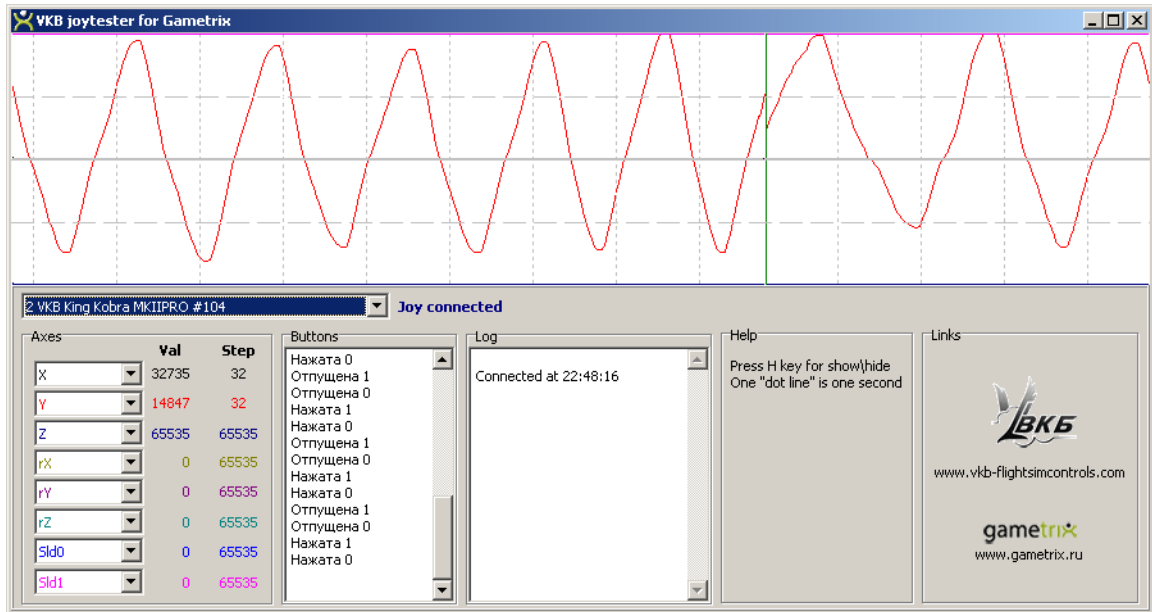 VKB joytester for Gametrix
2 VKB King Kobra MKIIPRO #104
Joy connected
Axes
Val Step
X 32735 32
Y 14847 32
Z 65535 65535
rX 0 65535
rY 0 65535
rZ 0 65535
Sld0 0 65535
Sld1 0 65535
Buttons
Нажата 0
Отпущена 1
Отпущена 0
Нажата 1
Нажата 0
Отпущена 1
Отпущена 0
Нажата 1
Нажата 0
Отпущена 1
Отпущена 0
Нажата 1
Нажата 0
Log
Connected at 22:48:16
Help
Press H key for show\hide
One "dot line" is one second
Links
ВКБ
www.vkb-flightsimcontrols.com
gametrix
www.gametrix.ru